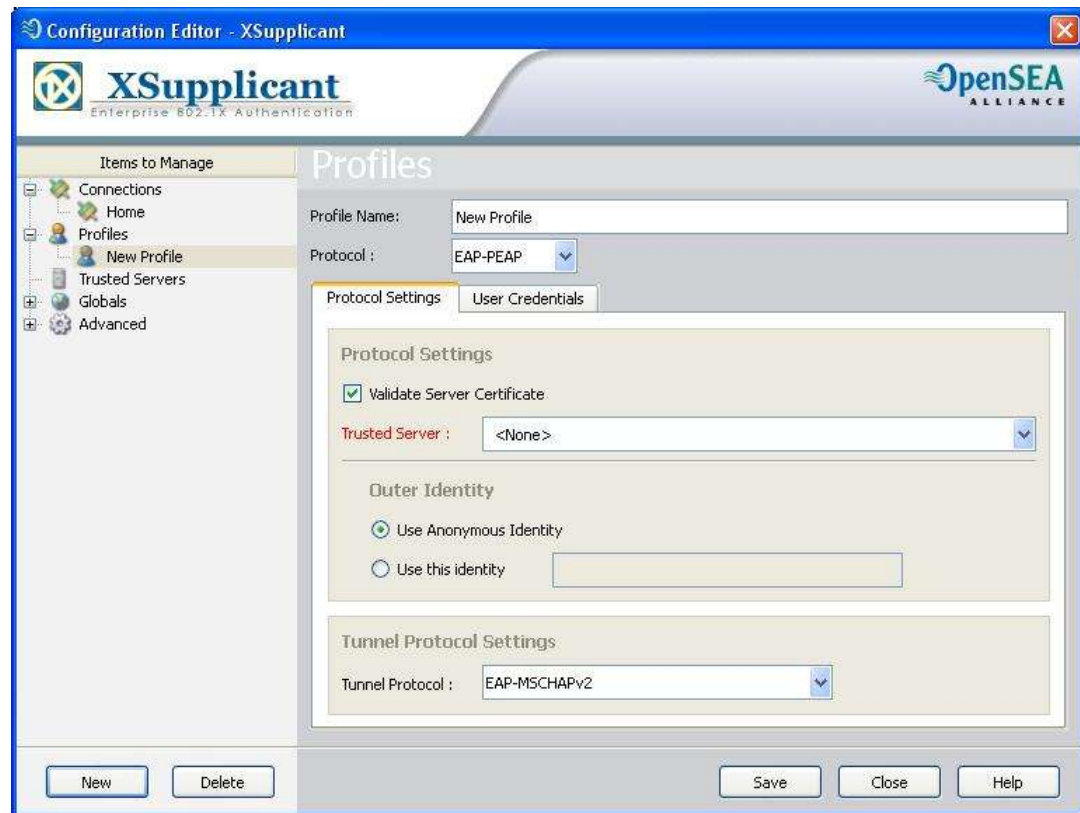 Configuration Editor - XSupplicant
1X XSupplicant
Enterprise 802.1X Authentication
OpenSEA
ALLIANCE
Items to Manage
Connections
Home
Profiles
New Profile
Trusted Servers
Globals
Advanced
Profiles
Profile Name: New Profile
Protocol : EAP-PEAP
Protocol Settings User Credentials
Protocol Settings
Validate Server Certificate
Trusted Server : <None>
Outer Identity
Use Anonymous Identity
Use this identity
Tunnel Protocol Settings
Tunnel Protocol : EAP-MSCHAPv2
New Delete Save Close Help